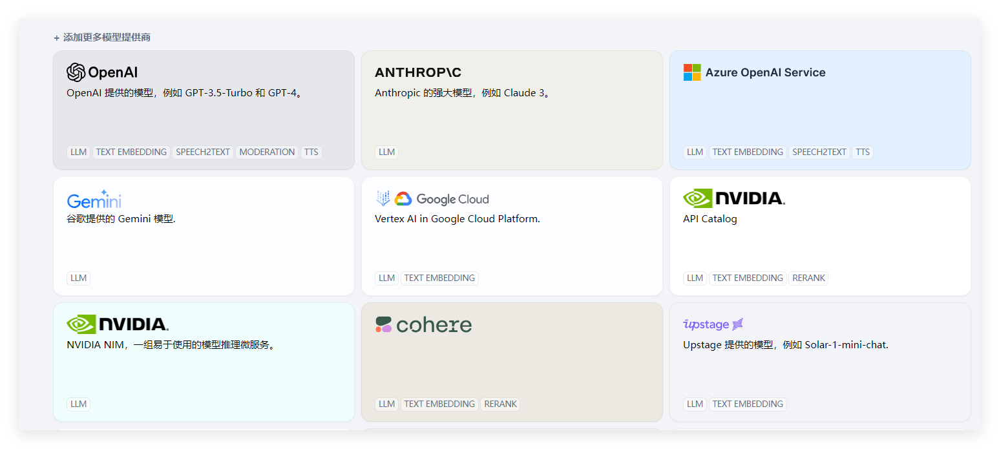 + 添加更多模型提供商
OpenAI
OpenAI 提供的模型，例如 GPT-3.5-Turbo 和 GPT-4。
LLM TEXT EMBEDDING SPEECH2TEXT MODERATION TTS
ANTHROP\C
Anthropic 的强大模型，例如 Claude 3。
LLM
Azure OpenAI Service
LLM TEXT EMBEDDING SPEECH2TEXT TTS
Gemini
谷歌提供的 Gemini 模型.
LLM
Google Cloud
Vertex AI in Google Cloud Platform.
LLM TEXT EMBEDDING
NVIDIA.
API Catalog
LLM TEXT EMBEDDING RERANK
NVIDIA.
NVIDIA NIM，一组易于使用的模型推理微服务。
LLM
cohere
LLM TEXT EMBEDDING RERANK
upstage
Upstage 提供的模型，例如 Solar-1-mini-chat.
LLM TEXT EMBEDDING